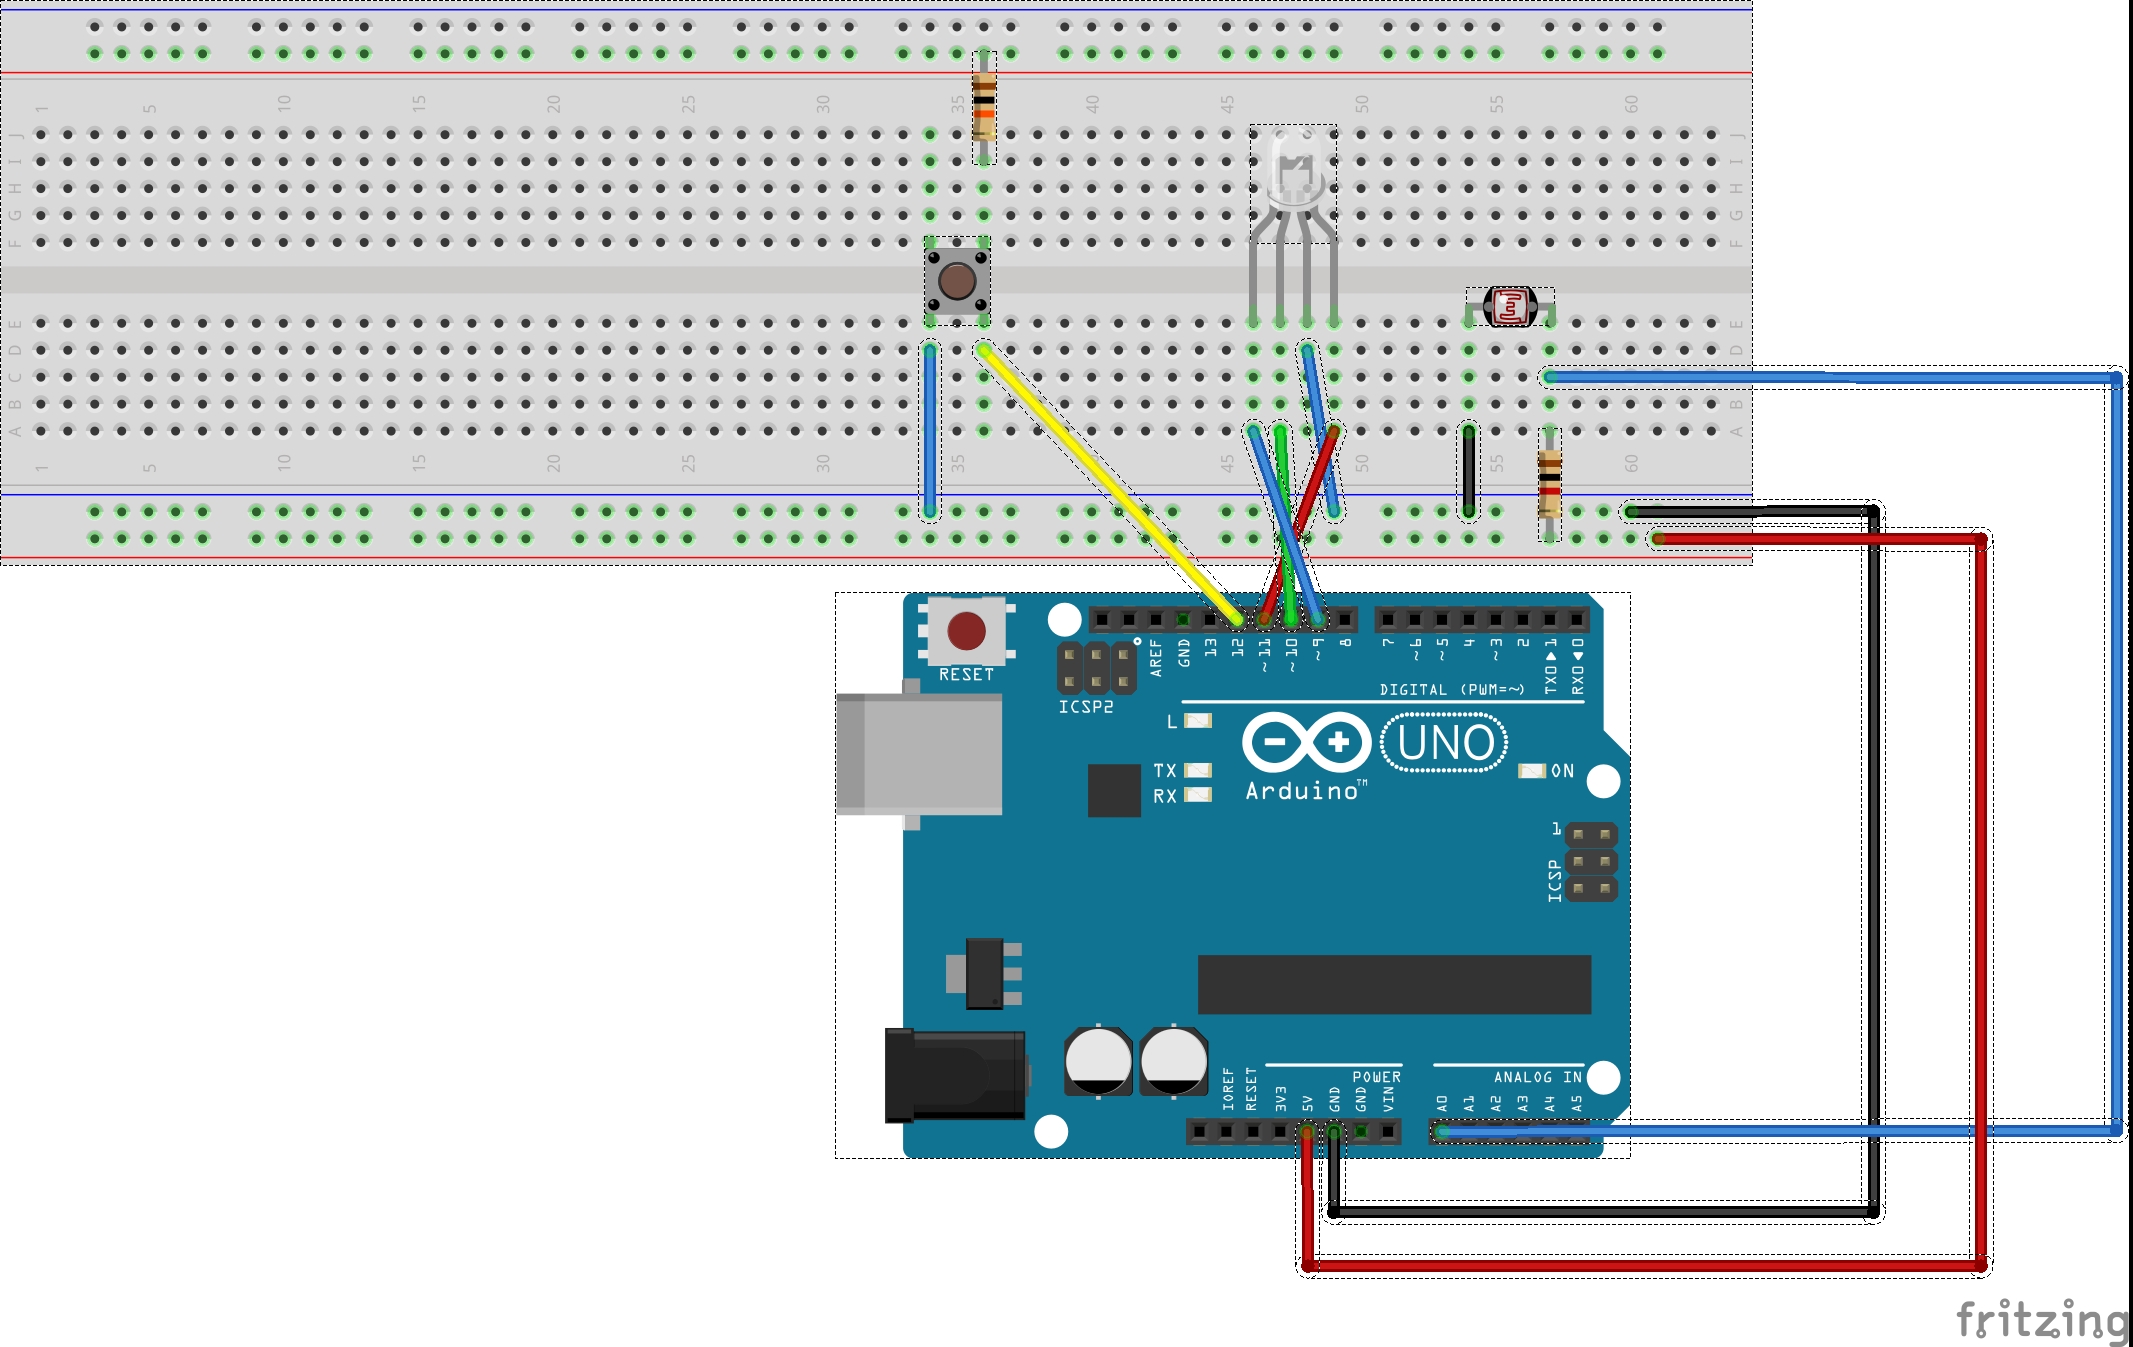 1 5 10 15 20 25 30 35 40 45 50 55 60
J J
I I
H H
G G
F F
E E
D D
C C
B B
A A
1 5 10 15 20 25 30 35 45 50 55 60
RESET
AREF GND 13 12 ~11 ~10 ~9 8 7 ~6 ~5 4 ~3 2 TX0▶1 RX0◀0
ICSP2
DIGITAL (PWM=~)
L
UNO
TX
RX
ON
Arduino™
1
ICSP
POWER
ANALOG IN
IOREF RESET 3V3 5V GND GND VIN A0 A1 A2 A3 A4 A5
fritzing